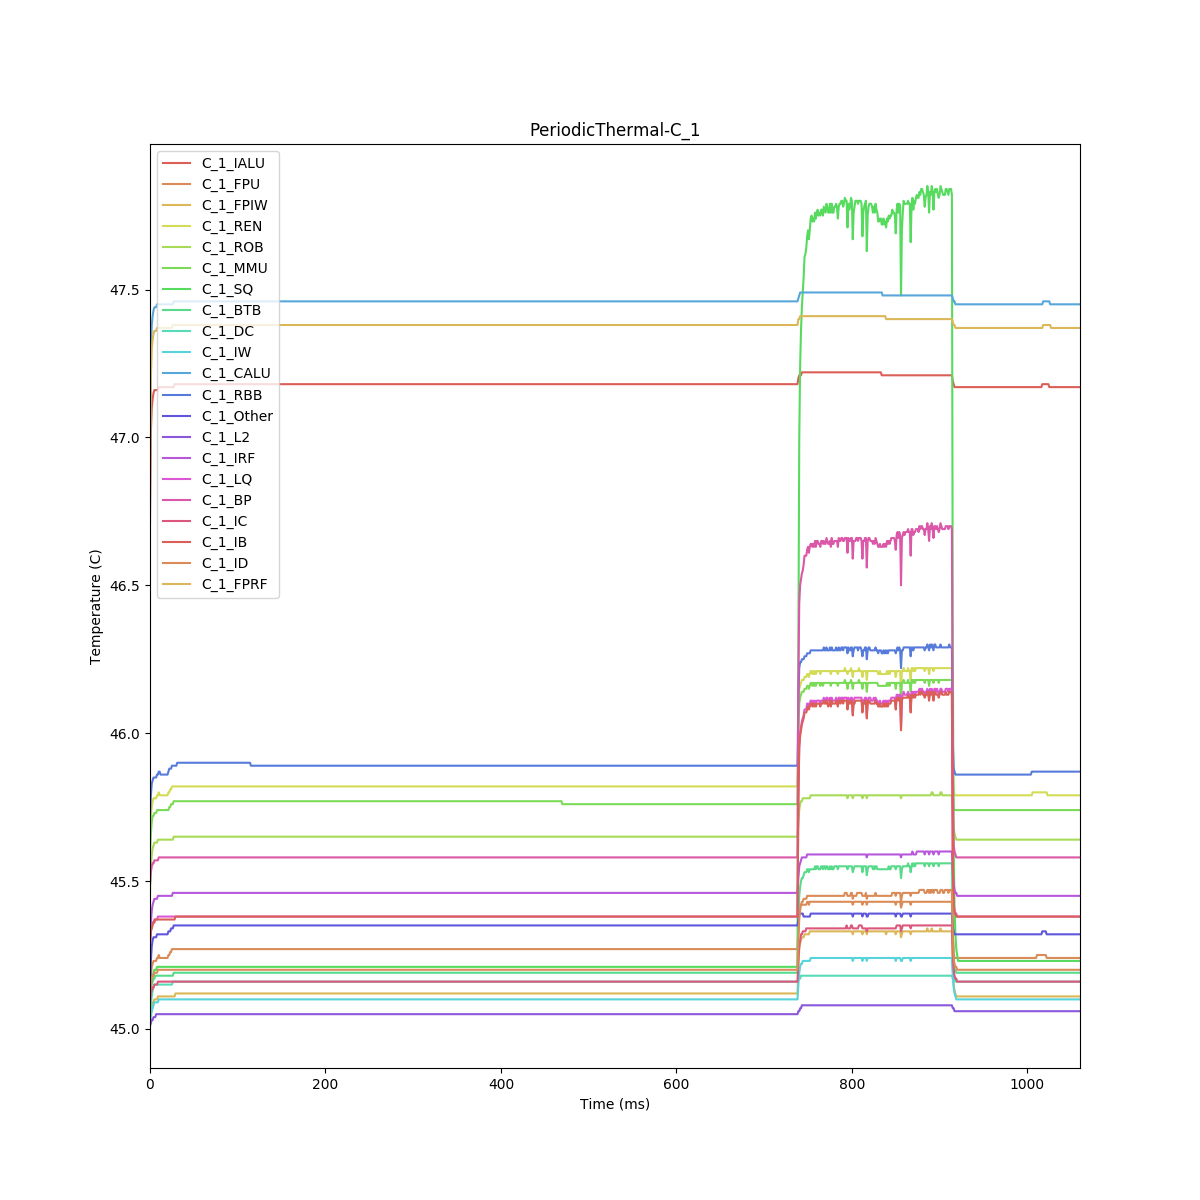 PeriodicThermal-C_1
C_1_IALU
C_1_FPU
C_1_FPIW
C_1_REN
C_1_ROB
C_1_MMU
C_1_SQ
C_1_BTB
C_1_DC
C_1_IW
C_1_CALU
C_1_RBB
C_1_Other
C_1_L2
C_1_IRF
C_1_LQ
C_1_BP
C_1_IC
C_1_IB
C_1_ID
C_1_FPRF
47.5
47.0
46.5
46.0
45.5
45.0
Temperature (C)
0 200 400 600 800 1000
Time (ms)